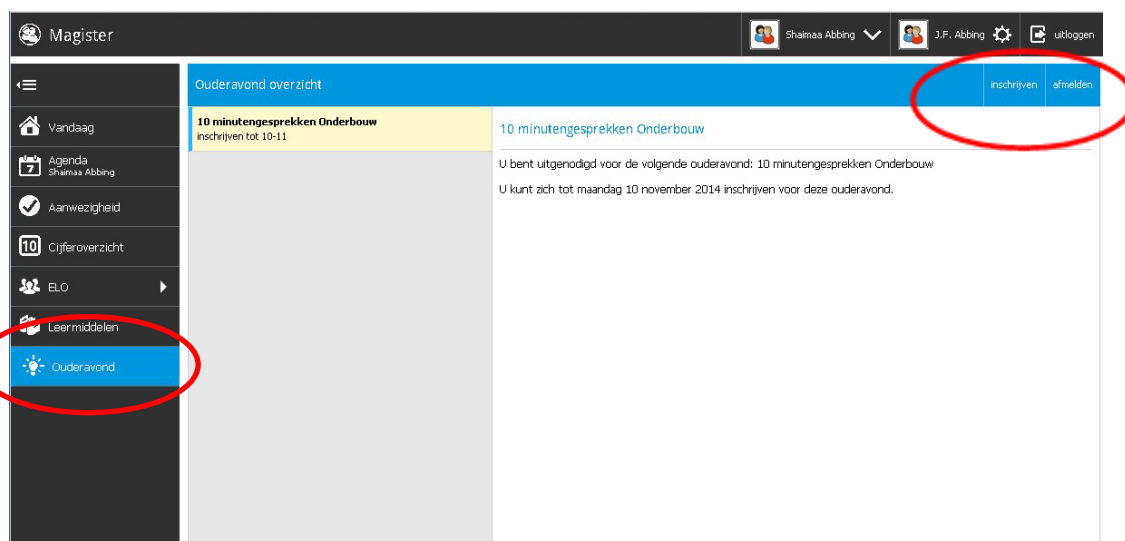 Magister
Shaimaa Abbing
J.F. Abbing
uitloggen
Ouderavond overzicht
inschrijven
afmelden
Vandaag
Agenda
7
Shaimaa Abbing
Aanwezigheid
10
Cijferoverzicht
ELO
Leermiddelen
Ouderavond
10 minutengesprekken Onderbouw
inschrijven tot 10-11
10 minutengesprekken Onderbouw
U bent uitgenodigd voor de volgende ouderavond: 10 minutengesprekken Onderbouw
U kunt zich tot maandag 10 november 2014 inschrijven voor deze ouderavond.